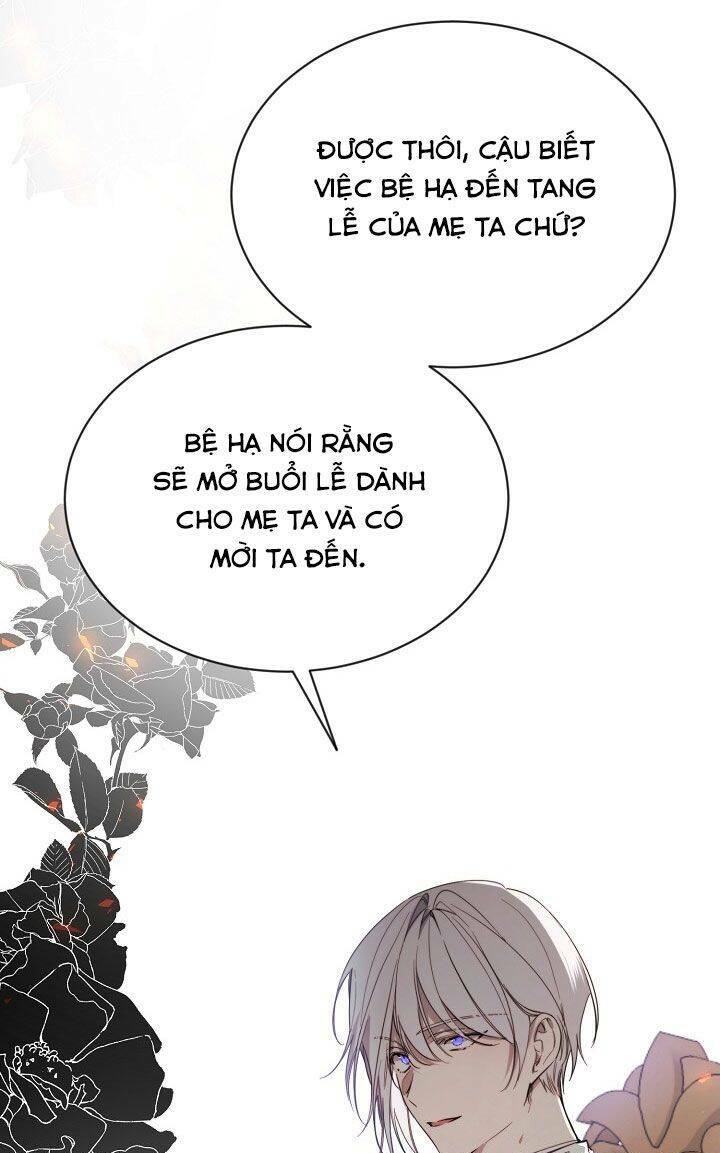 ĐƯỢC THÔI, CẬU BIẾT
VIỆC BỆ HẠ ĐẾN TANG
LỄ CỦA MẸ TA CHỨ?
BỆ HẠ NÓI RẰNG
SẼ MỞ BUỔI LỄ DÀNH
CHO MẸ TA VÀ CÓ
MỜI TA ĐẾN.